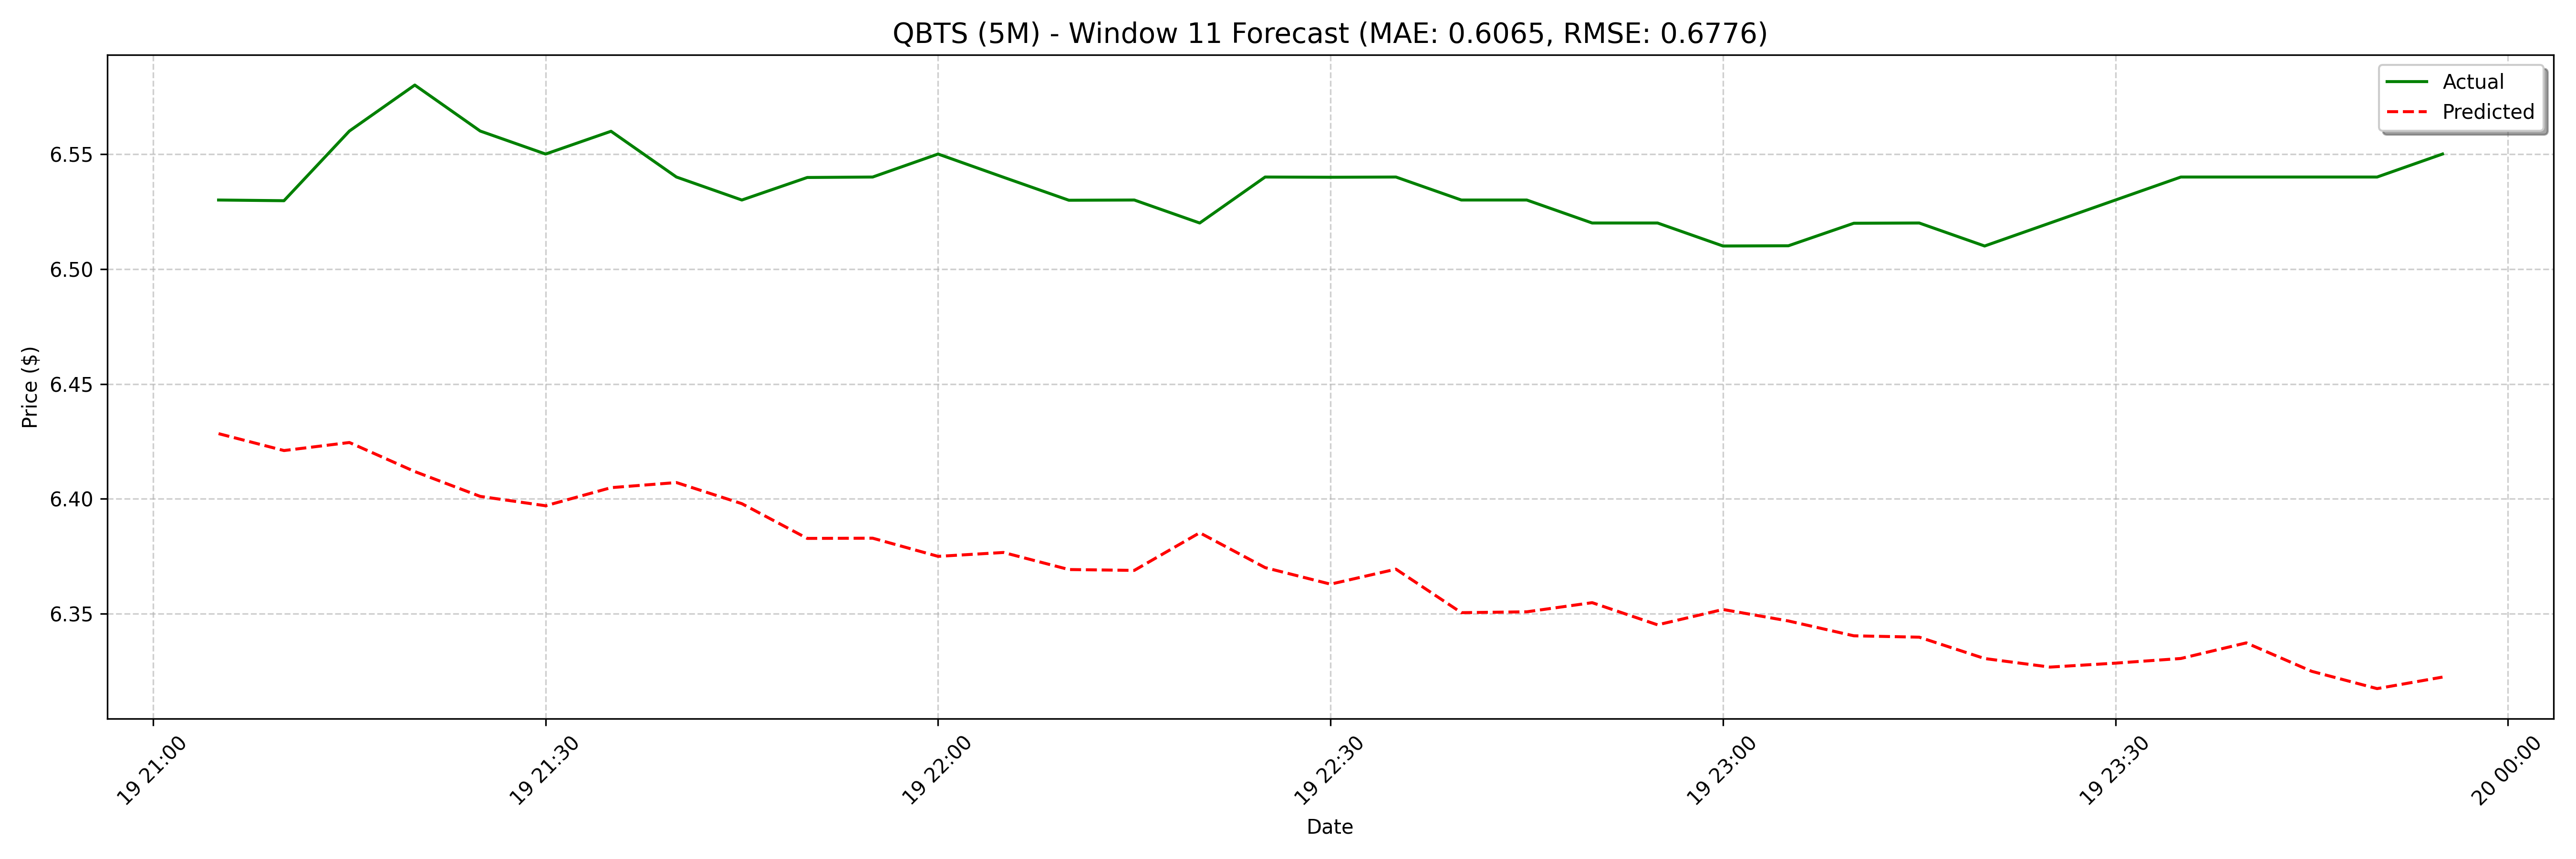 QBTS (5M) - Window 11 Forecast (MAE: 0.6065, RMSE: 0.6776)
Actual
Predicted
Price ($)
6.55
6.50
6.45
6.40
6.35
19 21:00
19 21:30
19 22:00
19 22:30
19 23:00
19 23:30
20 00:00
Date